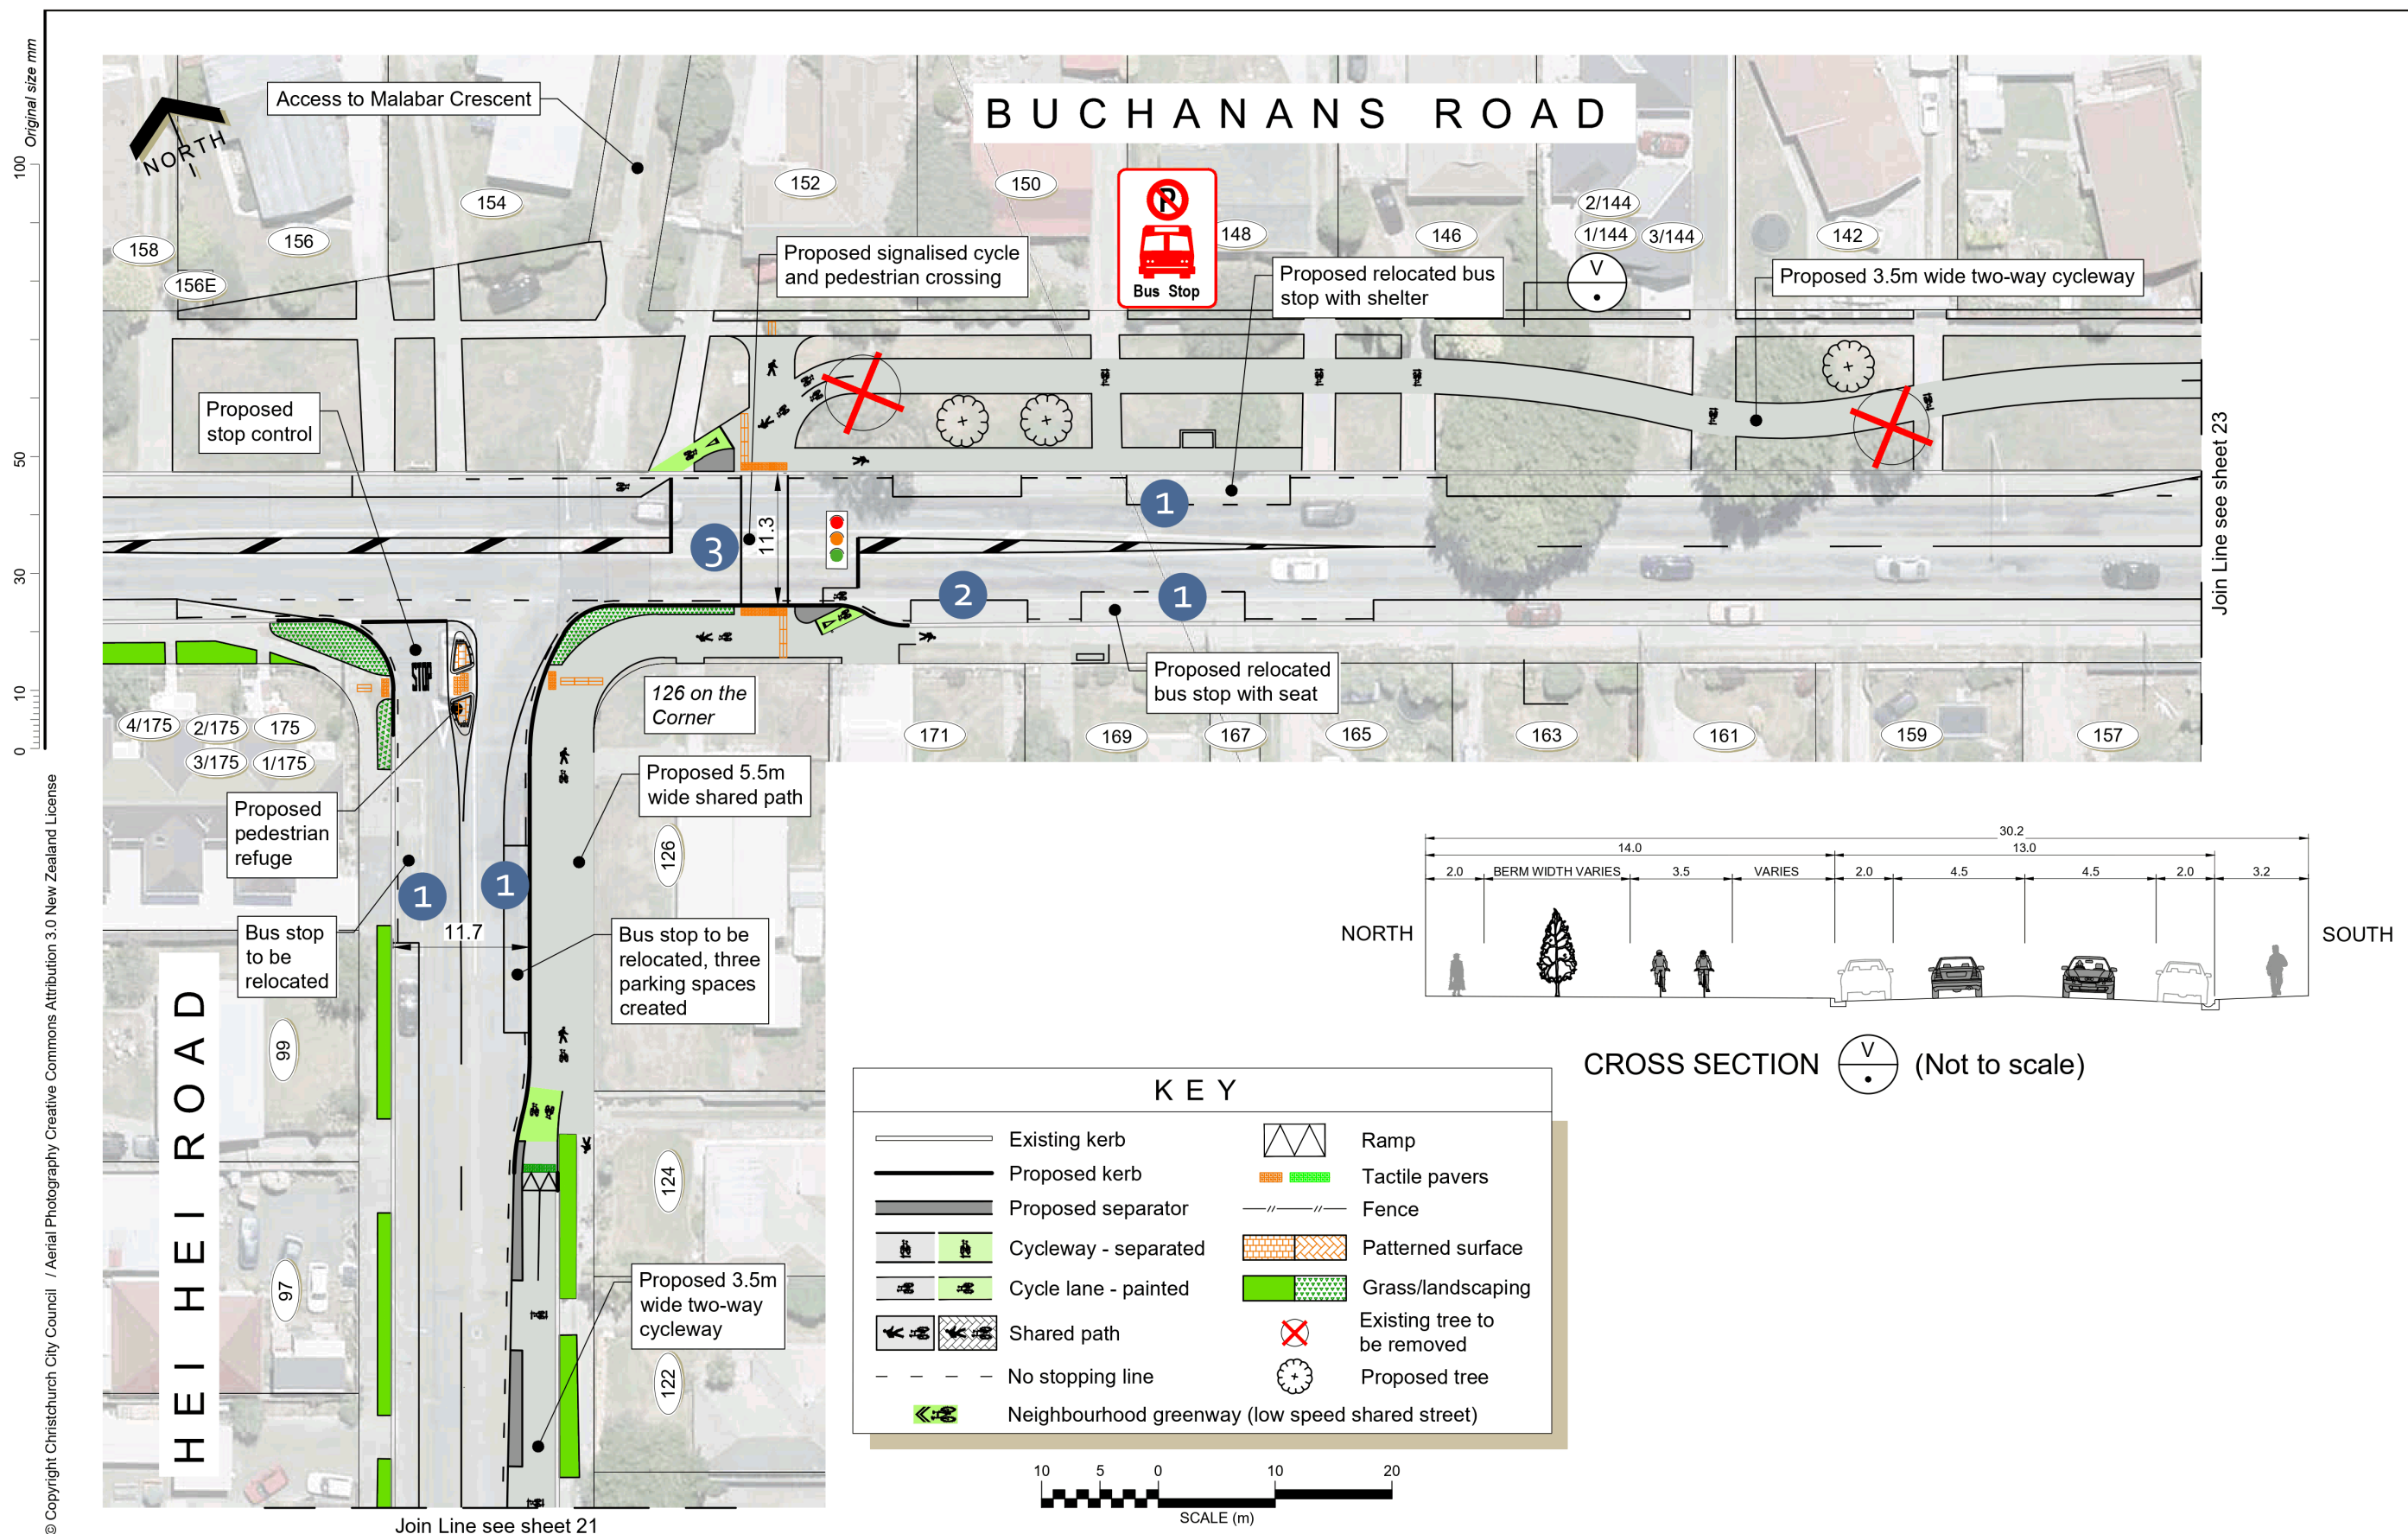 Original size mm
100
50
30
10
0
© Copyright Christchurch City Council / Aerial Photography Creative Commons Attribution 3.0 New Zealand License
NORTH
Access to Malabar Crescent
BUCHANANS ROAD
158
156E
156
154
152
150
148
146
2/144
1/144
3/144
142
P
Bus Stop
V
Proposed signalised cycle
and pedestrian crossing
Proposed relocated bus
stop with shelter
Proposed 3.5m wide two-way cycleway
Proposed
stop control
Join Line see sheet 23
11.3
1
3
2
1
STOP
Proposed relocated
bus stop with seat
126 on the
Corner
4/175
2/175
175
3/175
1/175
171
169
167
165
163
161
159
157
Proposed
pedestrian
refuge
Proposed 5.5m
wide shared path
126
1
1
11.7
Bus stop
to be
relocated
Bus stop to be
relocated, three
parking spaces
created
HEI HEI ROAD
99
97
124
122
Proposed 3.5m
wide two-way
cycleway
Join Line see sheet 21
30.2
14.0
13.0
2.0
BERM WIDTH VARIES
3.5
VARIES
2.0
4.5
4.5
2.0
3.2
NORTH
SOUTH
CROSS SECTION
V
(Not to scale)
KEY
Existing kerb
Proposed kerb
Proposed separator
Cycleway - separated
Cycle lane - painted
Shared path
No stopping line
Neighbourhood greenway (low speed shared street)
Ramp
Tactile pavers
Fence
Patterned surface
Grass/landscaping
Existing tree to
be removed
Proposed tree
10 5 0 10 20
SCALE (m)